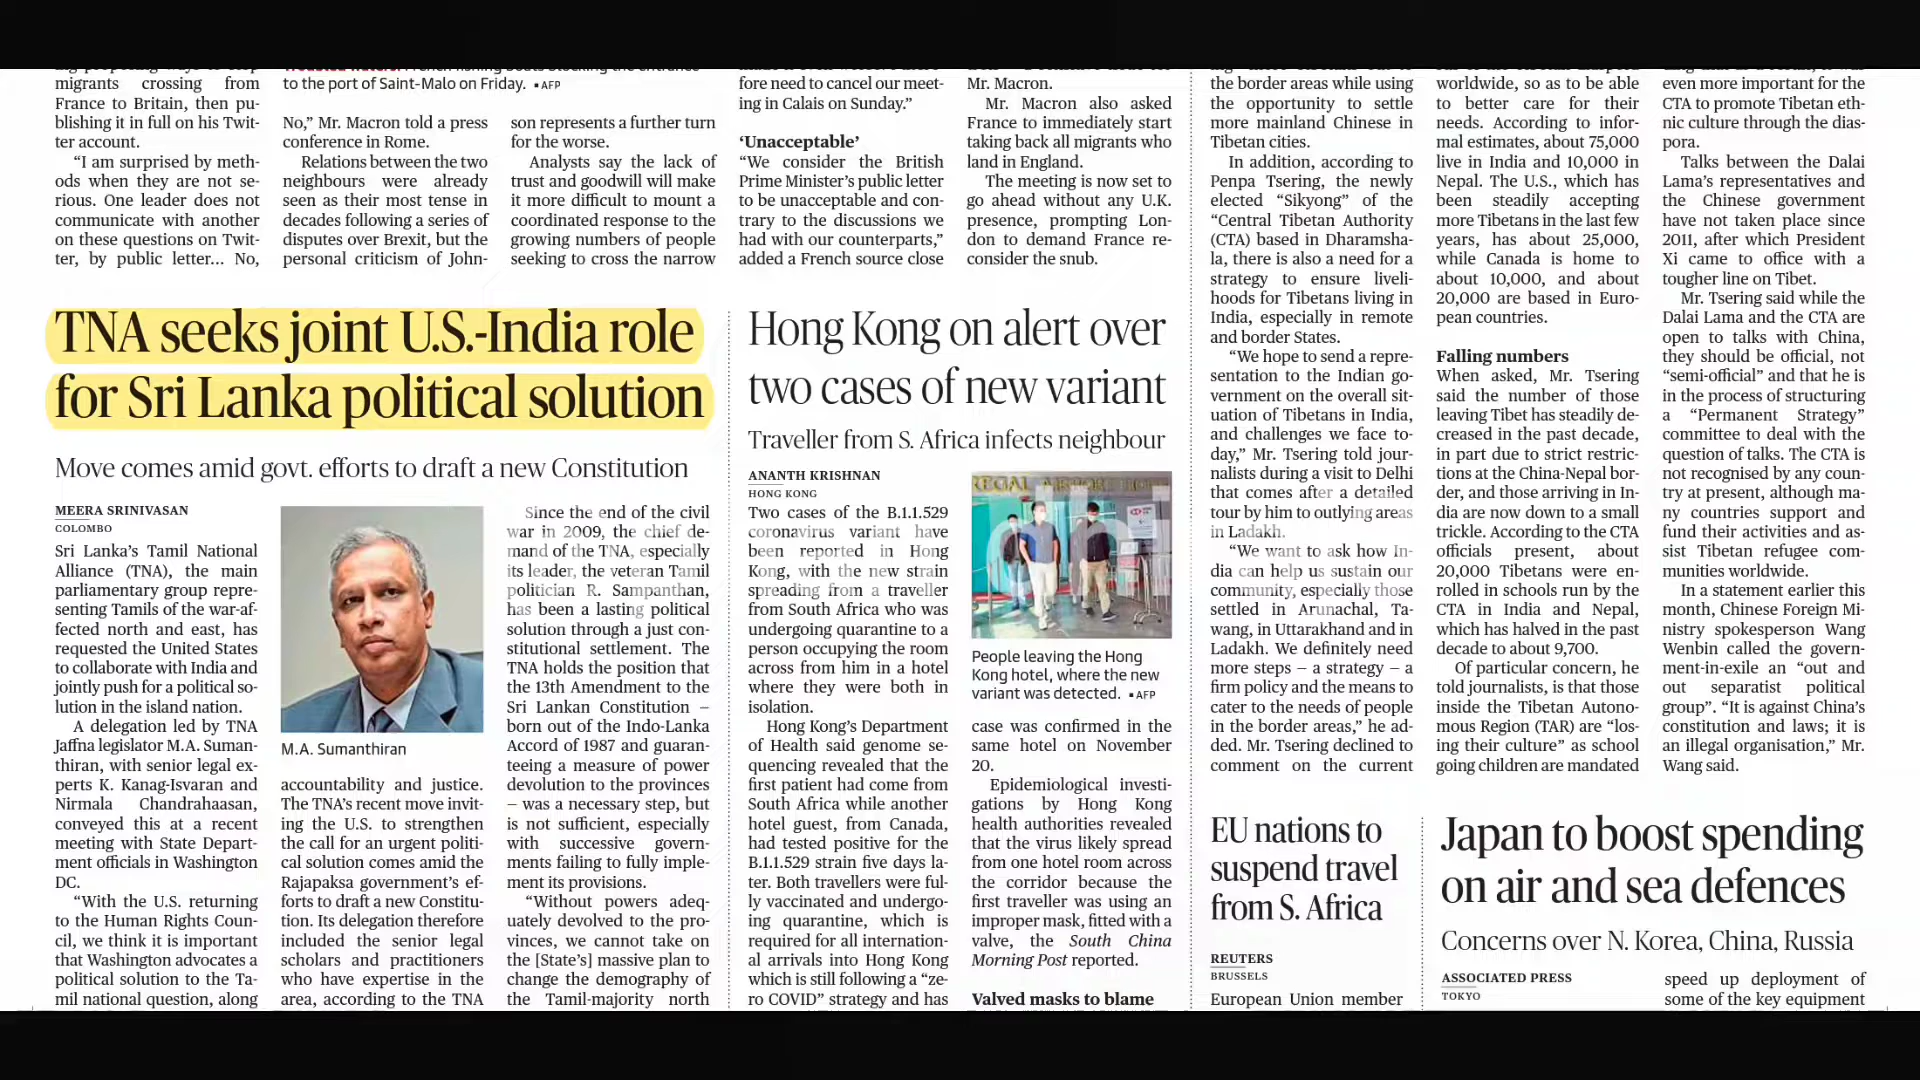 migrants crossing from
France to Britain, then pu-
blishing it in full on his Twit-
ter account.
“I am surprised by meth-
ods when they are not se-
rious. One leader does not
communicate with another
on these questions on Twit-
ter, by public letter... No,
to the port of Saint-Malo on Friday. ▪ AFP
No,” Mr. Macron told a press
conference in Rome.
Relations between the two
neighbours were already
seen as their most tense in
decades following a series of
disputes over Brexit, but the
personal criticism of John-
son represents a further turn
for the worse.
Analysts say the lack of
trust and goodwill will make
it more difficult to mount a
coordinated response to the
growing numbers of people
seeking to cross the narrow
fore need to cancel our meet-
ing in Calais on Sunday.”
‘Unacceptable’
“We consider the British
Prime Minister’s public letter
to be unacceptable and con-
trary to the discussions we
had with our counterparts,”
added a French source close
Mr. Macron.
Mr. Macron also asked
France to immediately start
taking back all migrants who
land in England.
The meeting is now set to
go ahead without any U.K.
presence, prompting Lon-
don to demand France re-
consider the snub.
TNA seeks joint U.S.-India role
for Sri Lanka political solution
Move comes amid govt. efforts to draft a new Constitution
MEERA SRINIVASAN
COLOMBO
Sri Lanka’s Tamil National
Alliance (TNA), the main
parliamentary group repre-
senting Tamils of the war-af-
fected north and east, has
requested the United States
to collaborate with India and
jointly push for a political so-
lution in the island nation.
A delegation led by TNA
Jaffna legislator M.A. Suman-
thiran, with senior legal ex-
perts K. Kanag-Isvaran and
Nirmala Chandrahaasan,
conveyed this at a recent
meeting with State Depart-
ment officials in Washington
DC.
“With the U.S. returning
to the Human Rights Coun-
cil, we think it is important
that Washington advocates a
political solution to the Ta-
mil national question, along
M.A. Sumanthiran
accountability and justice.
The TNA’s recent move invit-
ing the U.S. to strengthen
the call for an urgent politi-
cal solution comes amid the
Rajapaksa government’s ef-
forts to draft a new Constitu-
tion. Its delegation therefore
included the senior legal
scholars and practitioners
who have expertise in the
area, according to the TNA
Since the end of the civil
war in 2009, the chief de-
mand of the TNA, especially
its leader, the veteran Tamil
politician R. Sampanthan,
has been a lasting political
solution through a just con-
stitutional settlement. The
TNA holds the position that
the 13th Amendment to the
Sri Lankan Constitution –
born out of the Indo-Lanka
Accord of 1987 and guaran-
teeing a measure of power
devolution to the provinces
– was a necessary step, but
is not sufficient, especially
with successive govern-
ments failing to fully imple-
ment its provisions.
“Without powers adeq-
uately devolved to the pro-
vinces, we cannot take on
the [State’s] massive plan to
change the demography of
the Tamil-majority north
Hong Kong on alert over
two cases of new variant
Traveller from S. Africa infects neighbour
ANANTH KRISHNAN
HONG KONG
Two cases of the B.1.1.529
coronavirus variant have
been reported in Hong
Kong, with the new strain
spreading from a traveller
from South Africa who was
undergoing quarantine to a
person occupying the room
across from him in a hotel
where they were both in
isolation.
Hong Kong’s Department
of Health said genome se-
quencing revealed that the
first patient had come from
South Africa while another
hotel guest, from Canada,
had tested positive for the
B.1.1.529 strain five days la-
ter. Both travellers were ful-
ly vaccinated and undergo-
ing quarantine, which is
required for all internation-
al arrivals into Hong Kong
which is still following a “ze-
ro COVID” strategy and has
REGAL AIRPORT
People leaving the Hong
Kong hotel, where the new
variant was detected. ▪ AFP
case was confirmed in the
same hotel on November
20.
Epidemiological investi-
gations by Hong Kong
health authorities revealed
that the virus likely spread
from one hotel room across
the corridor because the
first traveller was using an
improper mask, fitted with a
valve, the South China
Morning Post reported.
Valved masks to blame
the border areas while using
the opportunity to settle
more mainland Chinese in
Tibetan cities.
In addition, according to
Penpa Tsering, the newly
elected “Sikyong” of the
“Central Tibetan Authority
(CTA) based in Dharamsha-
la, there is also a need for a
strategy to ensure liveli-
hoods for Tibetans living in
India, especially in remote
and border States.
“We hope to send a repre-
sentation to the Indian go-
vernment on the overall sit-
uation of Tibetans in India,
and challenges we face to-
day,” Mr. Tsering told jour-
nalists during a visit to Delhi
that comes after a detailed
tour by him to outlying areas
in Ladakh.
“We want to ask how In-
dia can help us sustain our
community, especially those
settled in Arunachal, Ta-
wang, in Uttarakhand and in
Ladakh. We definitely need
more steps – a strategy – a
firm policy and the means to
cater to the needs of people
in the border areas,” he ad-
ded. Mr. Tsering declined to
comment on the current
worldwide, so as to be able
to better care for their
needs. According to infor-
mal estimates, about 75,000
live in India and 10,000 in
Nepal. The U.S., which has
been steadily accepting
more Tibetans in the last few
years, has about 25,000,
while Canada is home to
about 10,000, and about
20,000 are based in Euro-
pean countries.
Falling numbers
When asked, Mr. Tsering
said the number of those
leaving Tibet has steadily de-
creased in the past decade,
in part due to strict restric-
tions at the China-Nepal bor-
der, and those arriving in In-
dia are now down to a small
trickle. According to the CTA
officials present, about
20,000 Tibetans were en-
rolled in schools run by the
CTA in India and Nepal,
which has halved in the past
decade to about 9,700.
Of particular concern, he
told journalists, is that those
inside the Tibetan Autono-
mous Region (TAR) are “los-
ing their culture” as school
going children are mandated
even more important for the
CTA to promote Tibetan eth-
nic culture through the dias-
pora.
Talks between the Dalai
Lama’s representatives and
the Chinese government
have not taken place since
2011, after which President
Xi came to office with a
tougher line on Tibet.
Mr. Tsering said while the
Dalai Lama and the CTA are
open to talks with China,
they should be official, not
“semi-official” and that he is
in the process of structuring
a “Permanent Strategy”
committee to deal with the
question of talks. The CTA is
not recognised by any coun-
try at present, although ma-
ny countries support and
fund their activities and as-
sist Tibetan refugee com-
munities worldwide.
In a statement earlier this
month, Chinese Foreign Mi-
nistry spokesperson Wang
Wenbin called the govern-
ment-in-exile an “out and
out separatist political
group”. “It is against China’s
constitution and laws; it is
an illegal organisation,” Mr.
Wang said.
EU nations to
suspend travel
from S. Africa
REUTERS
BRUSSELS
European Union member
Japan to boost spending
on air and sea defences
Concerns over N. Korea, China, Russia
ASSOCIATED PRESS
TOKYO
speed up deployment of
some of the key equipment